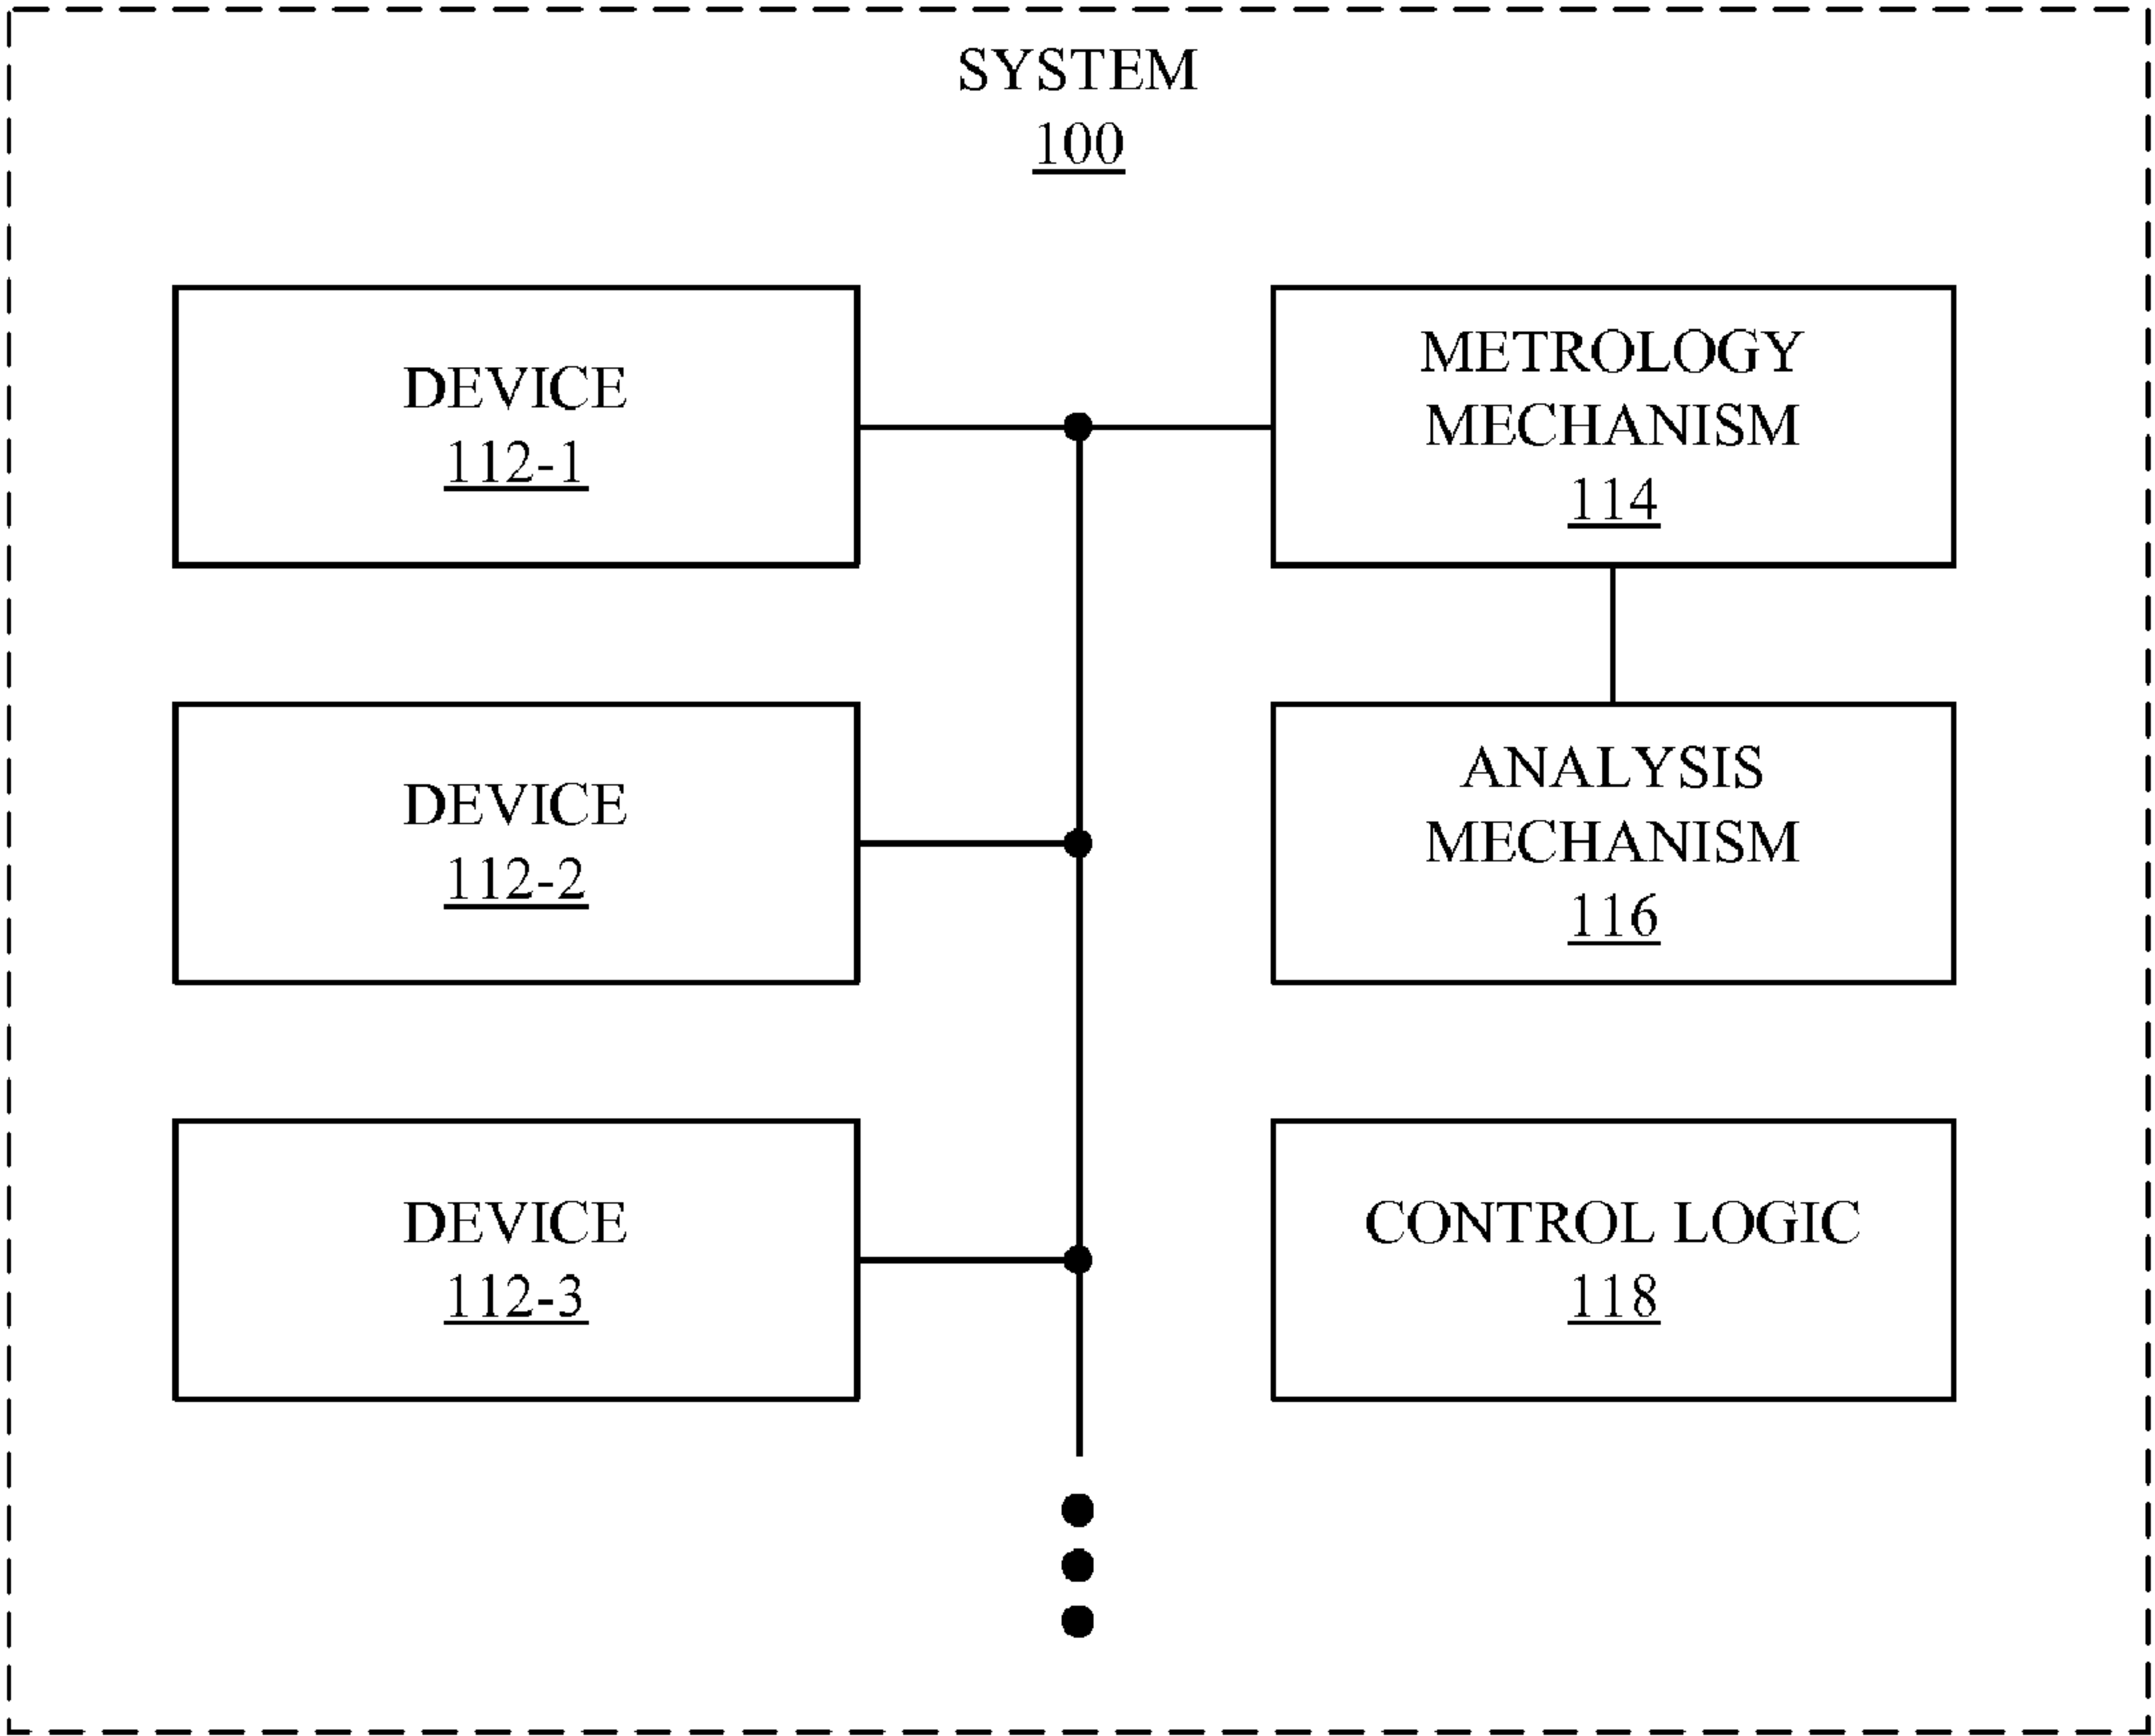 SYSTEM
100
DEVICE
112-1
METROLOGY
MECHANISM
114
DEVICE
112-2
ANALYSIS
MECHANISM
116
DEVICE
112-3
CONTROL LOGIC
118